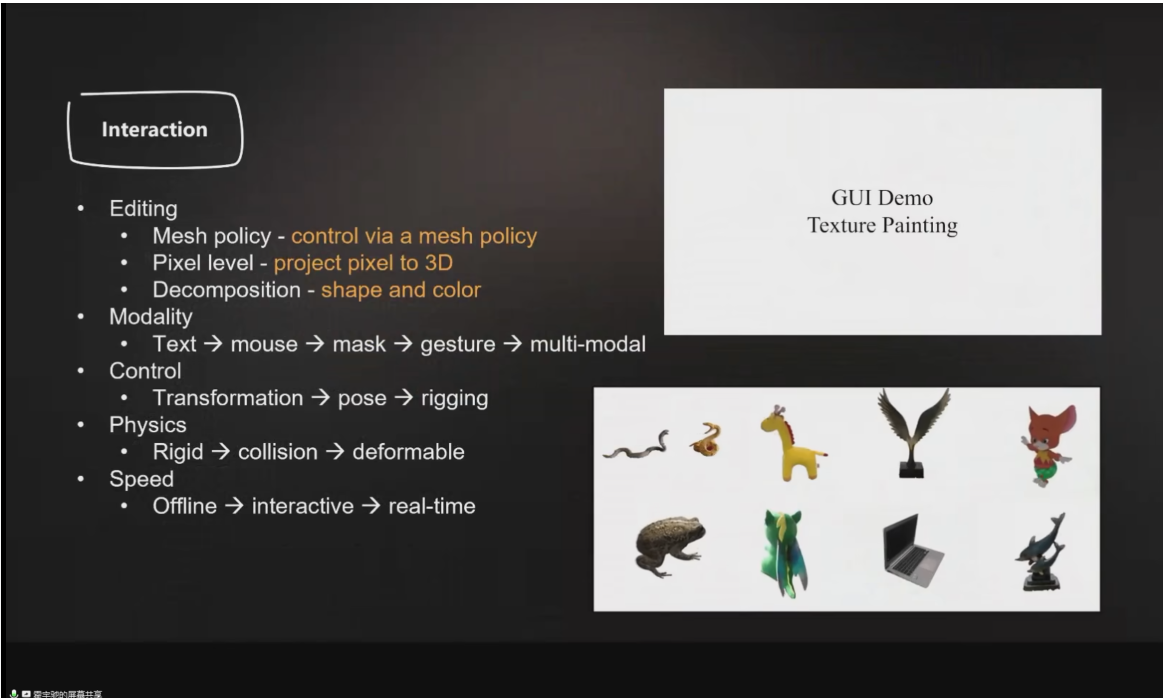 Interaction
• Editing
• Mesh policy - control via a mesh policy
• Pixel level - project pixel to 3D
• Decomposition - shape and color
• Modality
• Text → mouse → mask → gesture → multi-modal
• Control
• Transformation → pose → rigging
• Physics
• Rigid → collision → deformable
• Speed
• Offline → interactive → real-time
GUI Demo
Texture Painting
的屏幕共享